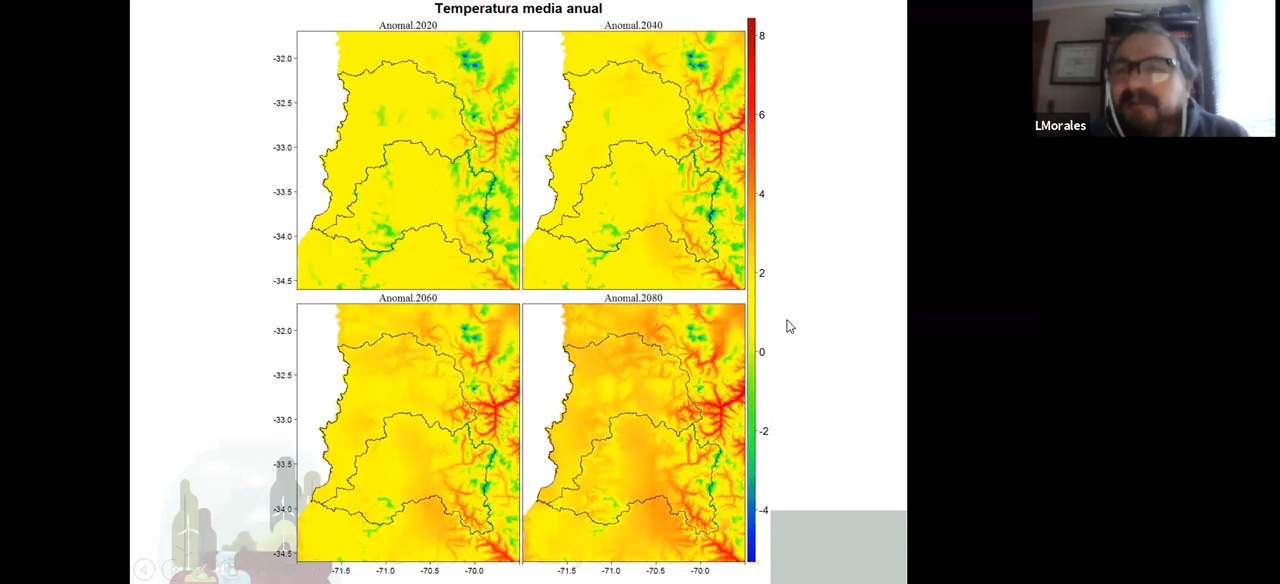 Temperatura media anual
Anomal.2020
Anomal.2040
-32.0
-32.5
-33.0
-33.5
-34.0
-34.5
8
6
4
2
0
-2
-4
Anomal.2060
Anomal.2080
-32.0
-32.5
-33.0
-33.5
-34.0
-34.5
-71.5 -71.0 -70.5 -70.0
-71.5 -71.0 -70.5 -70.0
LMorales